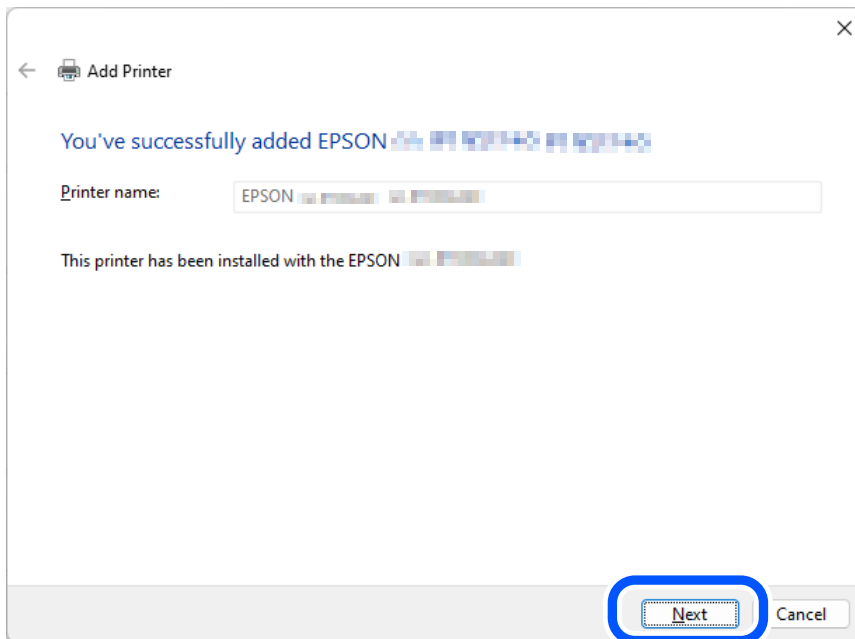 Add Printer
You've successfully added EPSON
Printer name:
EPSON
This printer has been installed with the EPSON
Next
Cancel